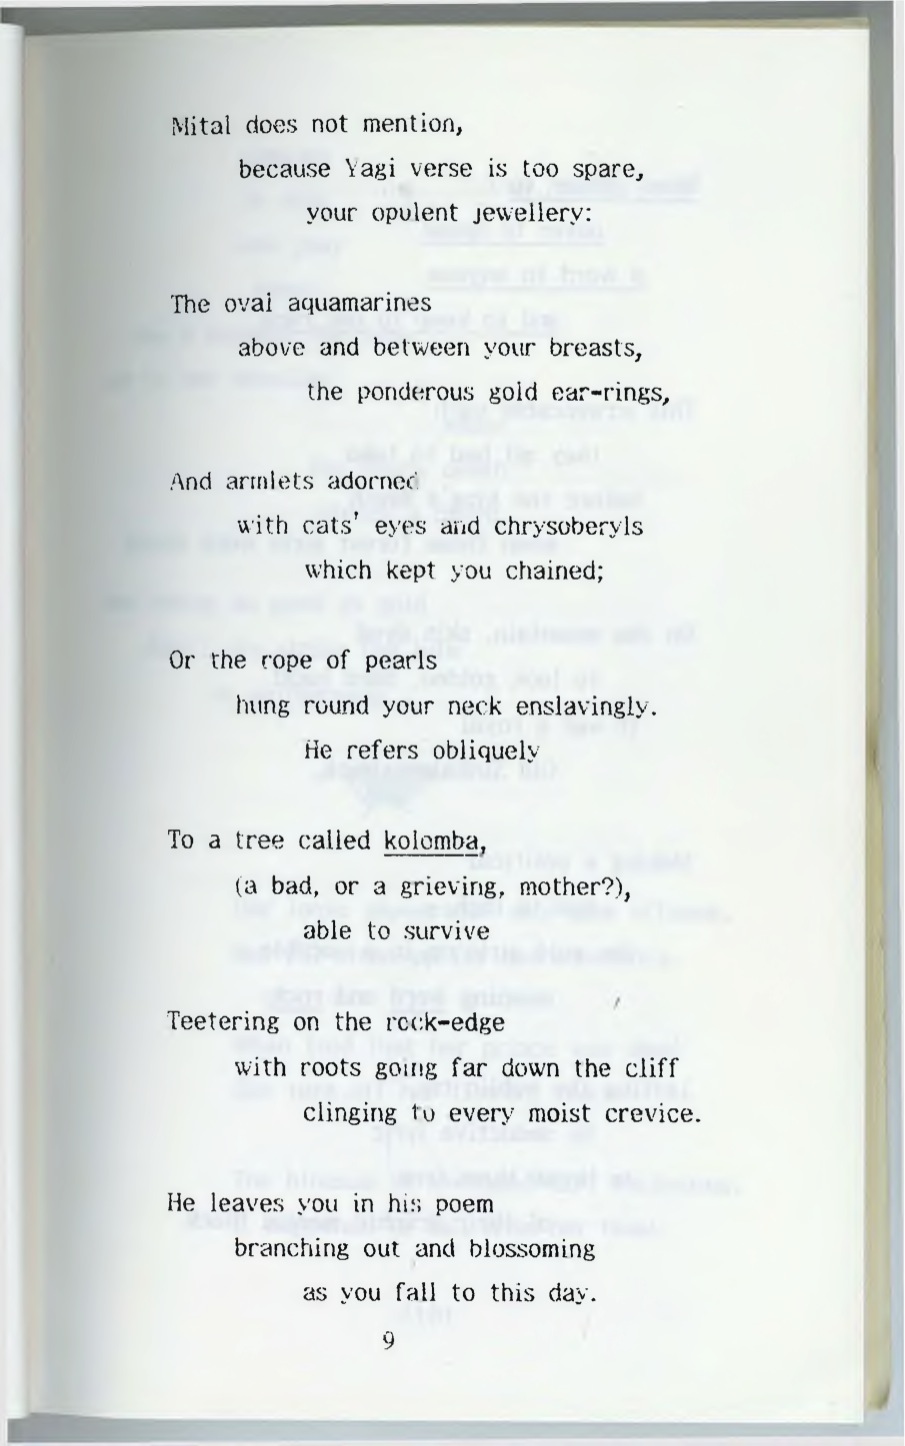 Mital does not mention,
because Yagi verse is too spare,
your opulent jewellery:
The oval aquamarines
above and between your breasts,
the ponderous gold ear-rings,
And armlets adorned
with cats' eyes and chrysoberyls
which kept you chained;
Or the rope of pearls
hung round your neck enslavingly.
He refers obliquely
To a tree called kolomba,
(a bad, or a grieving, mother?),
able to survive
Teetering on the rock-edge
with roots going far down the cliff
clinging to every moist crevice.
He leaves you in his poem
branching out and blossoming
as you fall to this day.
9